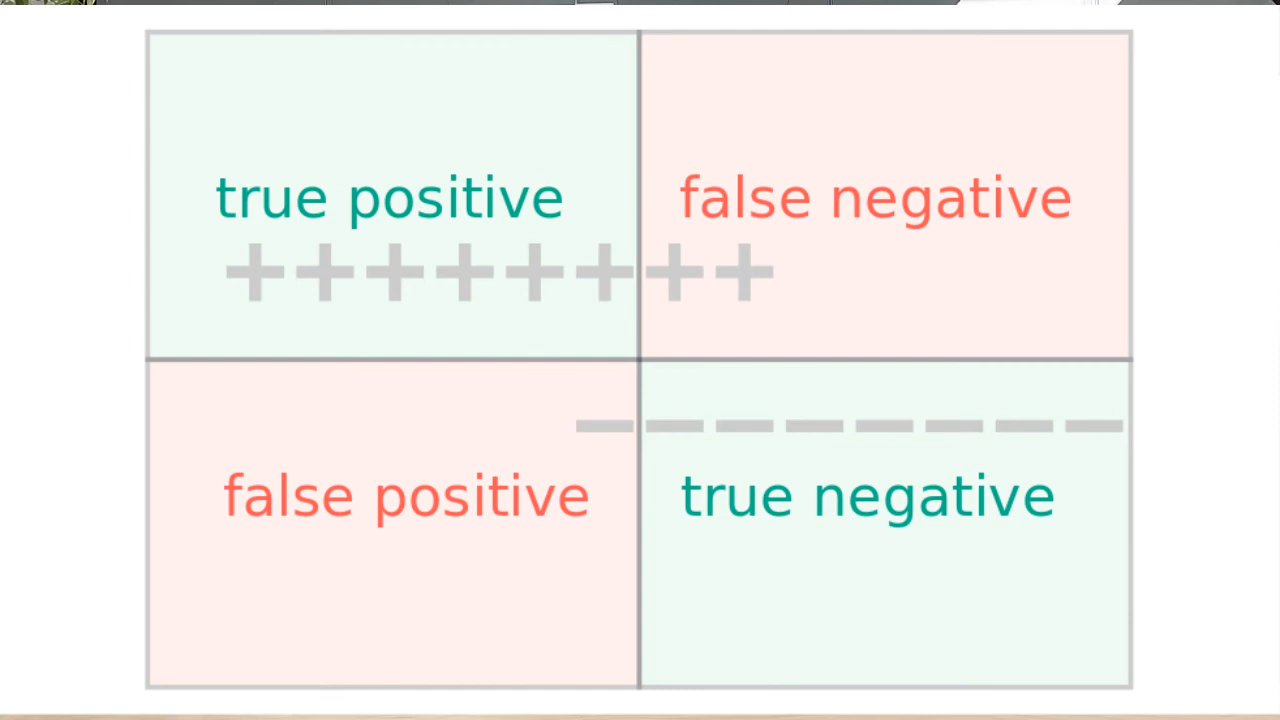 true positive
false negative
++++++++
– – – – – – – –
false positive
true negative